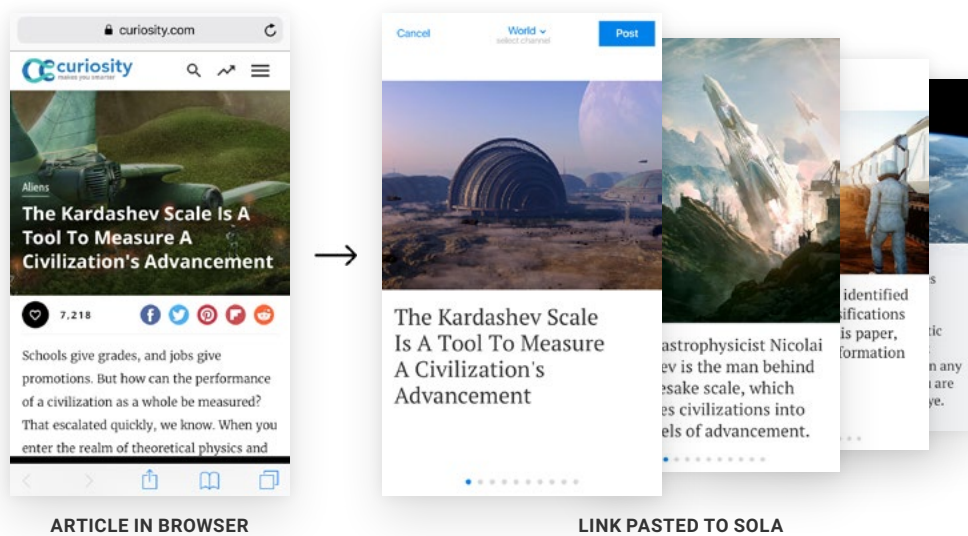 curiosity.com
curiosity
makes you smarter
Aliens
The Kardashev Scale Is A
Tool To Measure A
Civilization's Advancement
7,218
Schools give grades, and jobs give
promotions. But how can the performance
of a civilization as a whole be measured?
That escalated quickly, we know. When you
enter the realm of theoretical physics and
ARTICLE IN BROWSER
Cancel
World
select channel
Post
The Kardashev Scale
Is A Tool To Measure
A Civilization's
Advancement
astrophysicist Nicolai
ev is the man behind
esake scale, which
es civilizations into
els of advancement.
identified
sifications
is paper,
formation
s
tic
n any
are
ye.
LINK PASTED TO SOLA